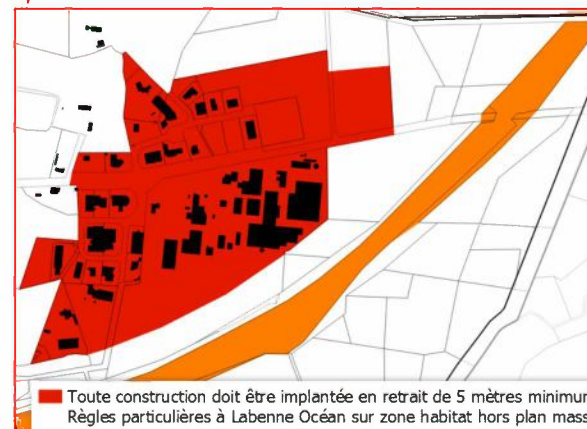 Toute construction doit être implantée en retrait de 5 mètres minimum
Règles particulières à Labenne Océan sur zone habitat hors plan mass